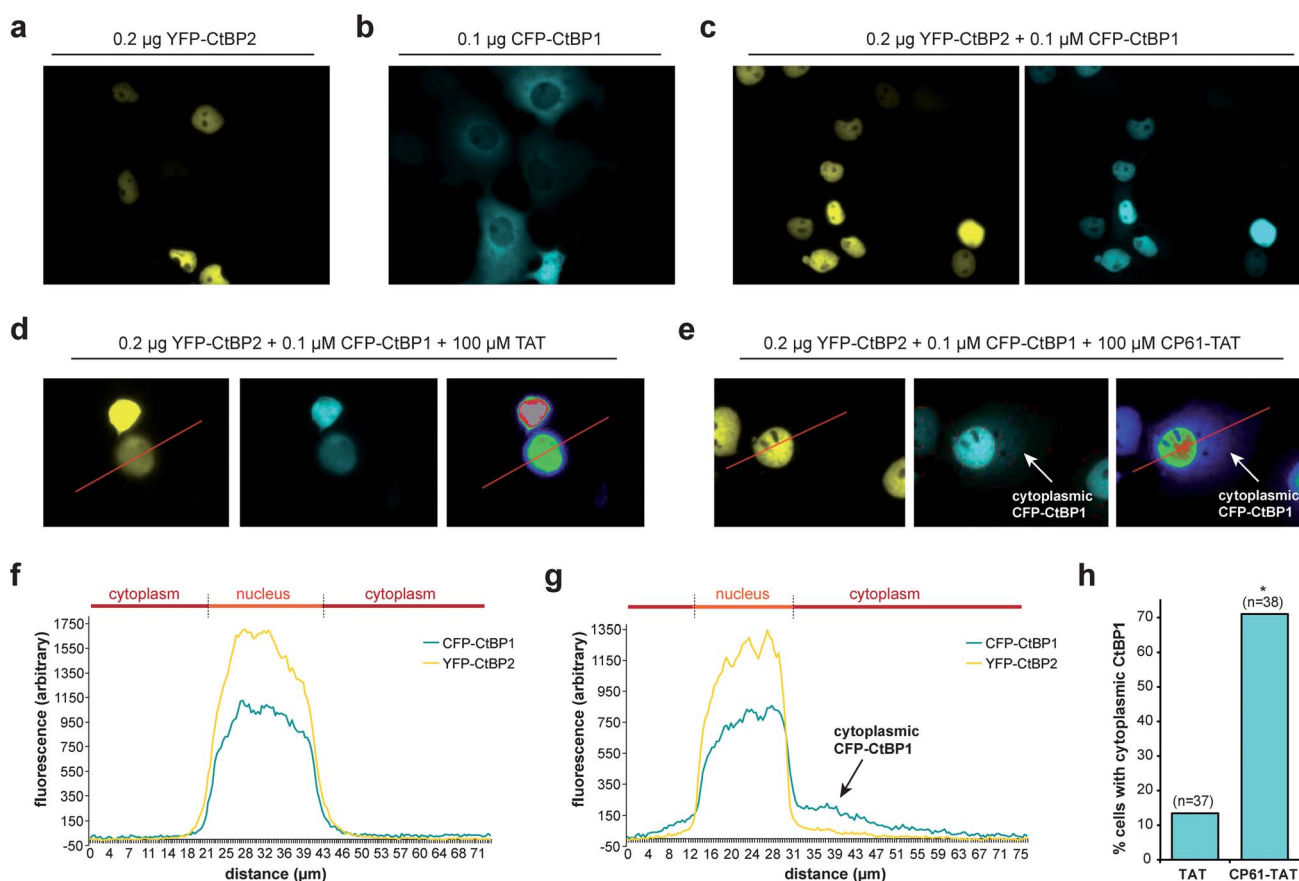 a
0.2 µg YFP-CtBP2
b
0.1 µg CFP-CtBP1
c
0.2 µg YFP-CtBP2 + 0.1 µM CFP-CtBP1
d
0.2 µg YFP-CtBP2 + 0.1 µM CFP-CtBP1 + 100 µM TAT
e
0.2 µg YFP-CtBP2 + 0.1 µM CFP-CtBP1 + 100 µM CP61-TAT
cytoplasmic
CFP-CtBP1
cytoplasmic
CFP-CtBP1
f
cytoplasm nucleus cytoplasm
fluorescence (arbitrary)
1750
1550
1350
1150
950
750
550
350
150
-50
CFP-CtBP1
YFP-CtBP2
0 4 7 11 14 18 21 25 28 32 36 39 43 46 50 53 57 61 64 68 71
distance (µm)
g
nucleus cytoplasm
fluorescence (arbitrary)
1350
1150
950
750
550
350
150
-50
CFP-CtBP1
YFP-CtBP2
cytoplasmic
CFP-CtBP1
0 4 8 12 16 20 24 28 31 35 39 43 47 51 55 59 63 67 71 75
distance (µm)
h
% cells with cytoplasmic CtBP1
70
60
50
40
30
20
10
0
(n=37)
*
(n=38)
TAT CP61-TAT